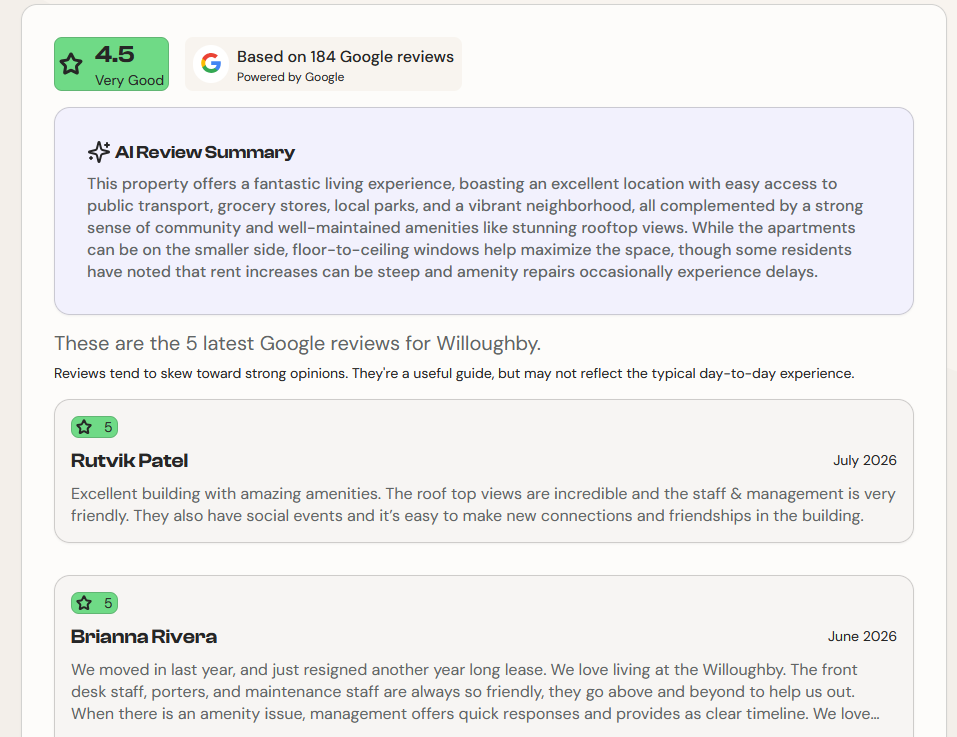 4.5
Very Good
Based on 184 Google reviews
Powered by Google
AI Review Summary
This property offers a fantastic living experience, boasting an excellent location with easy access to
public transport, grocery stores, local parks, and a vibrant neighborhood, all complemented by a strong
sense of community and well-maintained amenities like stunning rooftop views. While the apartments
can be on the smaller side, floor-to-ceiling windows help maximize the space, though some residents
have noted that rent increases can be steep and amenity repairs occasionally experience delays.
These are the 5 latest Google reviews for Willoughby.
Reviews tend to skew toward strong opinions. They're a useful guide, but may not reflect the typical day-to-day experience.
5
Rutvik Patel
July 2026
Excellent building with amazing amenities. The roof top views are incredible and the staff & management is very
friendly. They also have social events and it’s easy to make new connections and friendships in the building.
5
Brianna Rivera
June 2026
We moved in last year, and just resigned another year long lease. We love living at the Willoughby. The front
desk staff, porters, and maintenance staff are always so friendly, they go above and beyond to help us out.
When there is an amenity issue, management offers quick responses and provides as clear timeline. We love...